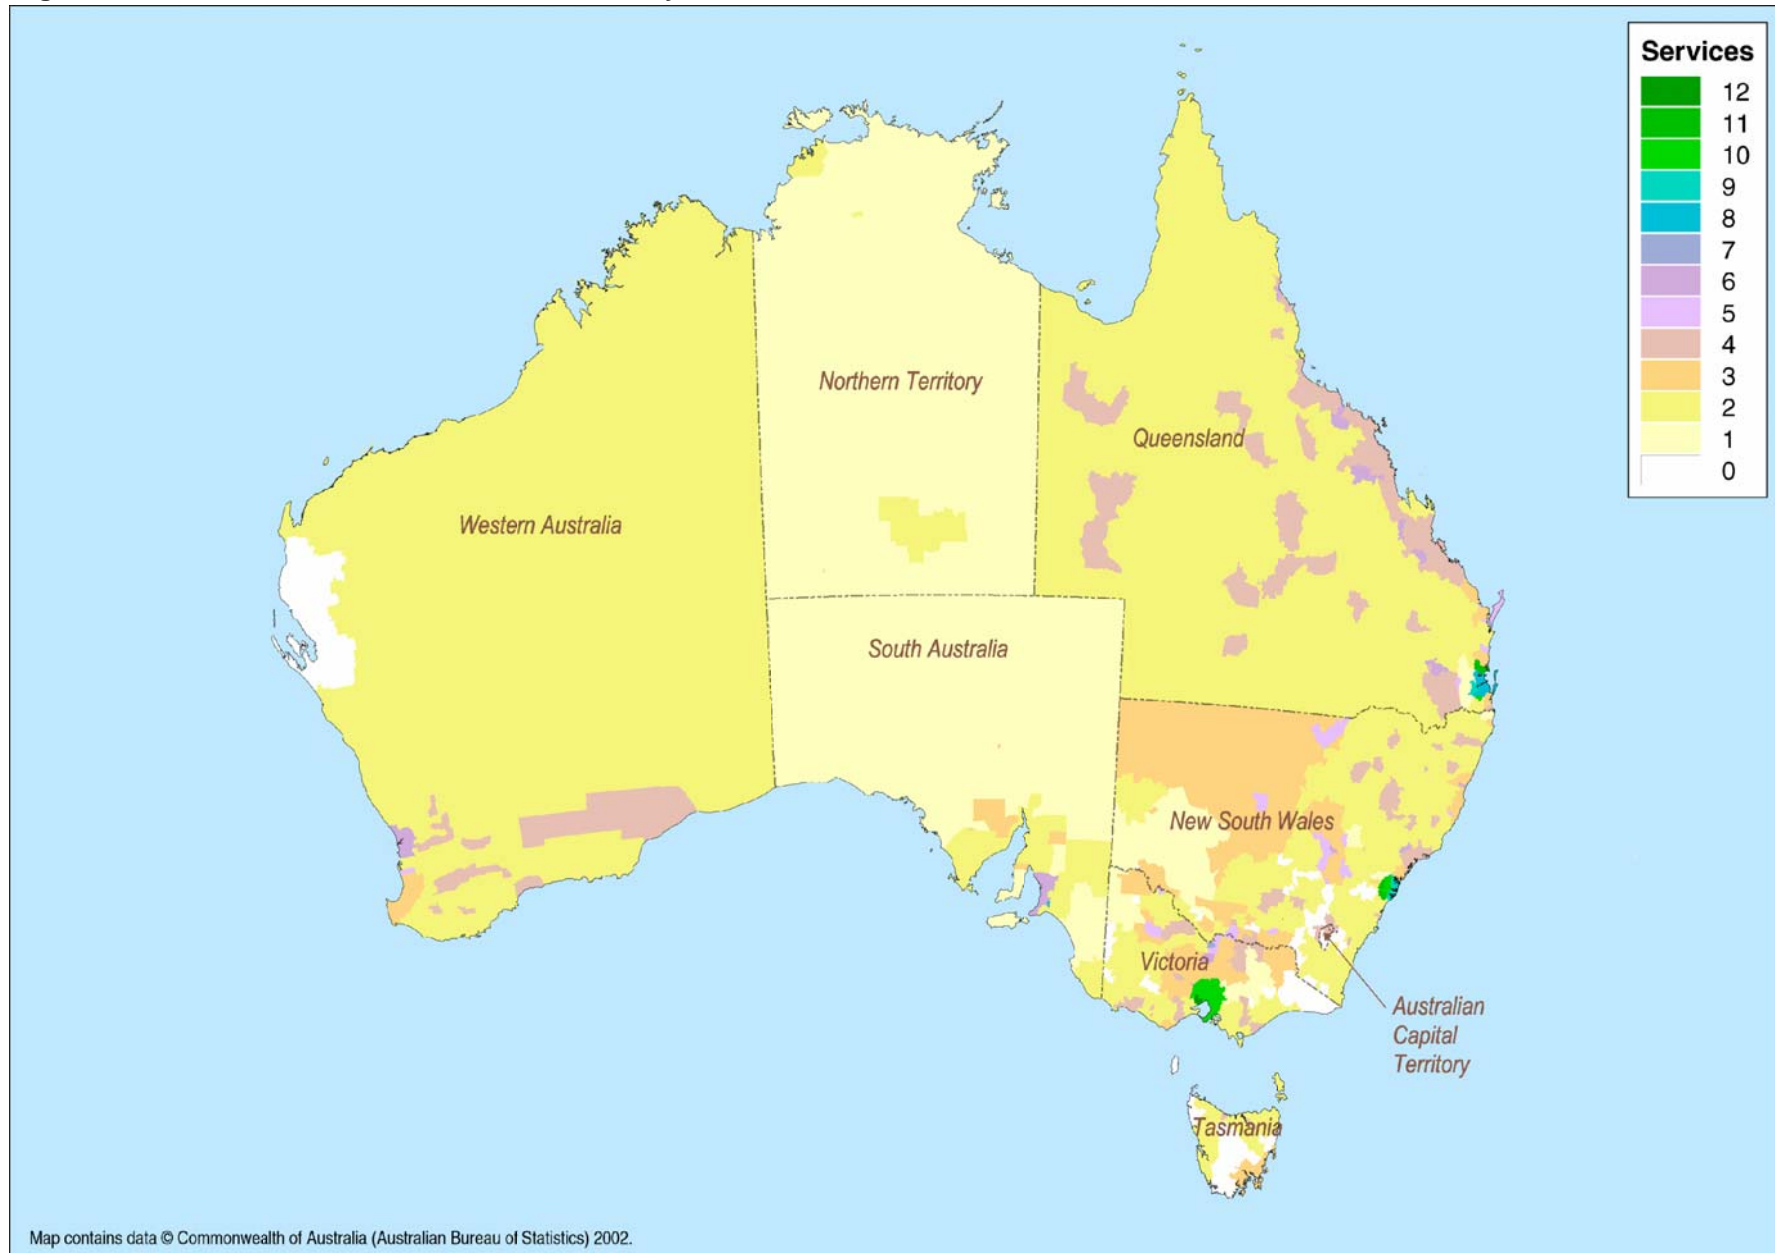 Services
12
11
10
9
8
7
6
5
4
3
2
1
0
Northern Territory
Queensland
Western Australia
South Australia
New South Wales
Victoria
Australian
Capital
Territory
Tasmania
Map contains data © Commonwealth of Australia (Australian Bureau of Statistics) 2002.